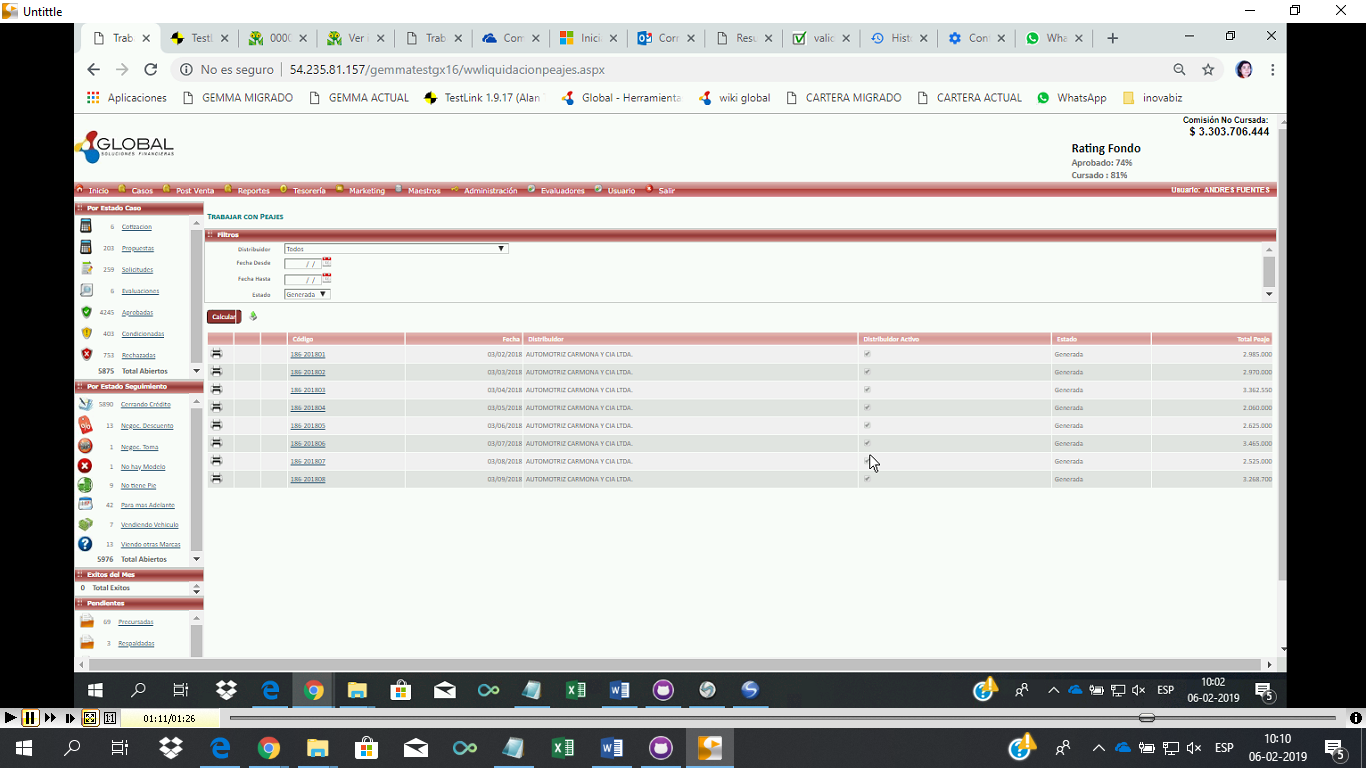 Untittle
Trab
TestL
0000
Ver i
Trab
Com
Inicia
Corr
Resu
valid
Histo
Conf
Wha
No es seguro | 54.235.81.157/gemmatestgx16/wwliquidacionpeajes.aspx
Aplicaciones
GEMMA MIGRADO
GEMMA ACTUAL
TestLink 1.9.17 (Alan
Global - Herramienta
wiki global
CARTERA MIGRADO
CARTERA ACTUAL
WhatsApp
inovabiz
GLOBAL
SOLUCIONES FINANCIERAS
Comisión No Cursada:
$ 3.303.706.444
Rating Fondo
Aprobado: 74%
Cursado : 81%
Inicio Casos Post Venta Reportes Tesorería Marketing Maestros Administración Evaluadores Usuario Salir Usuario: ANDRES FUENTES
Por Estado Caso
6 Cotizacion
203 Propuestas
259 Solicitudes
6 Evaluaciones
4245 Aprobadas
403 Condicionadas
753 Rechazadas
5875 Total Abiertos
Por Estado Seguimiento
5890 Cerrando Crédito
13 Negoc. Descuento
1 Negoc. Toma
1 No hay Modelo
9 No tiene Pie
42 Para mas Adelante
7 Vendiendo Vehiculo
13 Viendo otras Marcas
5976 Total Abiertos
Exitos del Mes
0 Total Exitos
Pendientes
69 Precursadas
3 Respaldadas
TRABAJAR CON PEAJES
Filtros
Distribuidor Todos
Fecha Desde / /
Fecha Hasta / /
Estado Generada
Calcular
Código Fecha Distribuidor Distribuidor Activo Estado Total Peaje
186-201801 03/02/2018 AUTOMOTRIZ CARMONA Y CIA LTDA. Generada 2.985.000
186-201802 03/03/2018 AUTOMOTRIZ CARMONA Y CIA LTDA. Generada 2.970.000
186-201803 03/04/2018 AUTOMOTRIZ CARMONA Y CIA LTDA. Generada 3.362.550
186-201804 03/05/2018 AUTOMOTRIZ CARMONA Y CIA LTDA. Generada 2.060.000
186-201805 03/06/2018 AUTOMOTRIZ CARMONA Y CIA LTDA. Generada 2.625.000
186-201806 03/07/2018 AUTOMOTRIZ CARMONA Y CIA LTDA. Generada 3.465.000
186-201807 03/08/2018 AUTOMOTRIZ CARMONA Y CIA LTDA. Generada 2.525.000
186-201808 03/09/2018 AUTOMOTRIZ CARMONA Y CIA LTDA. Generada 3.268.700
ESP
10:02
06-02-2019
5
01:11/01:26
ESP
10:10
06-02-2019
5